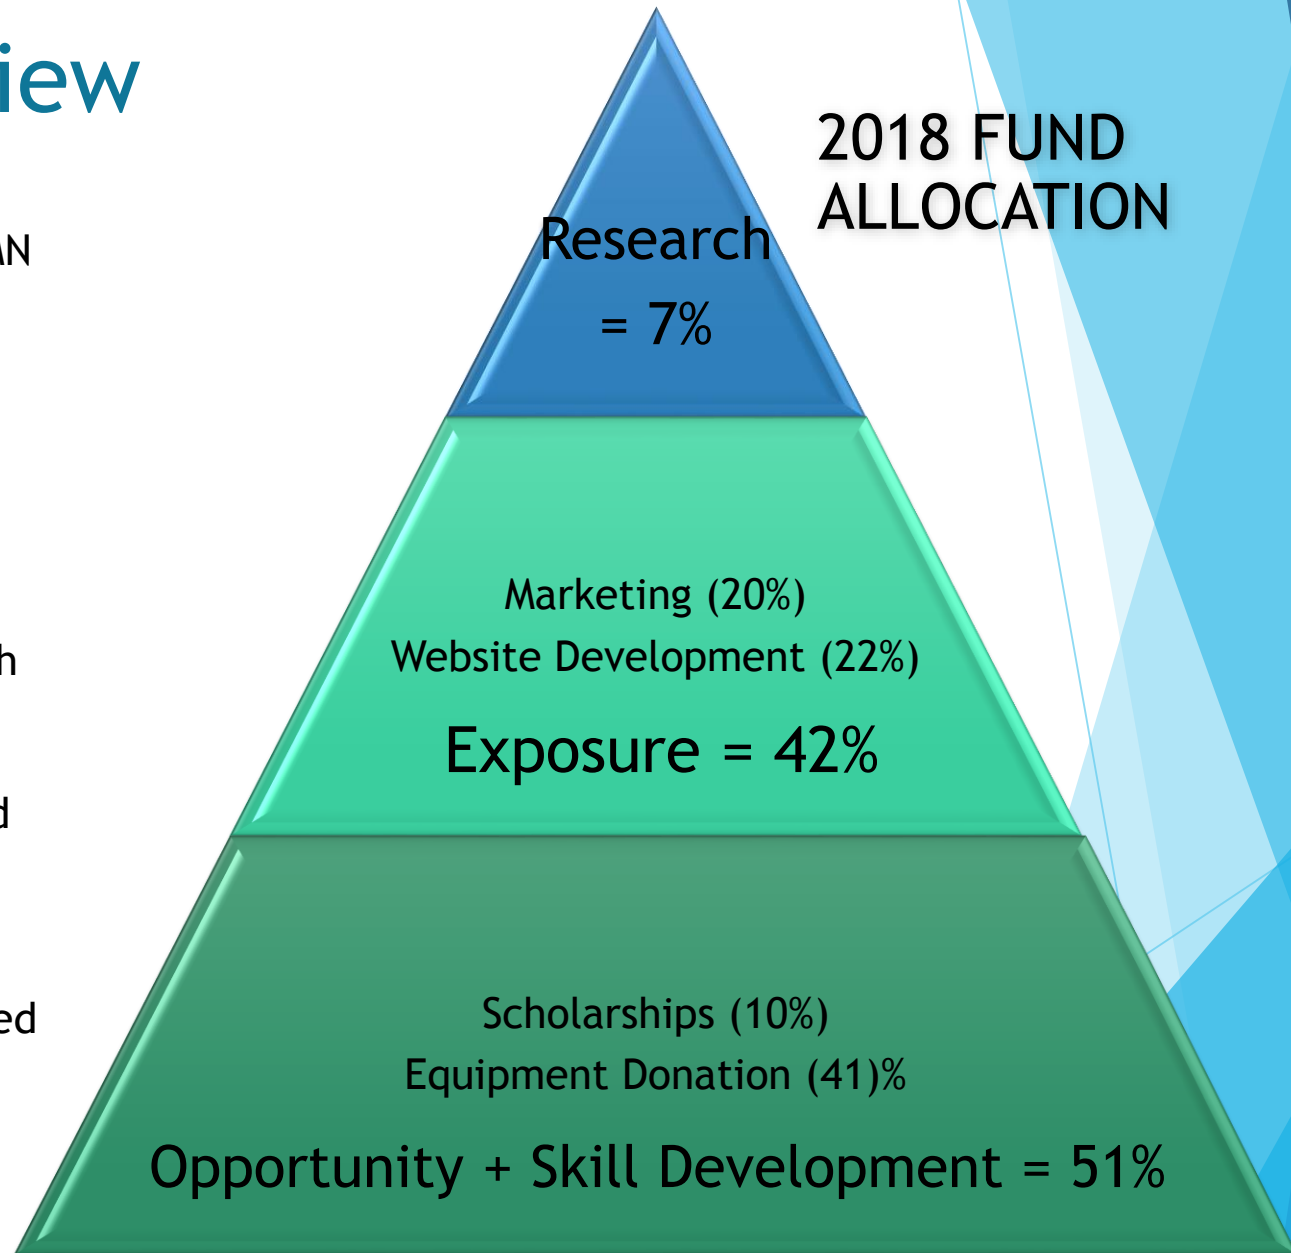 iew
2018 FUND
ALLOCATION
Research
= 7%
Marketing (20%)
Website Development (22%)
Exposure = 42%
Scholarships (10%)
Equipment Donation (41)%
Opportunity + Skill Development = 51%
h
d
ed